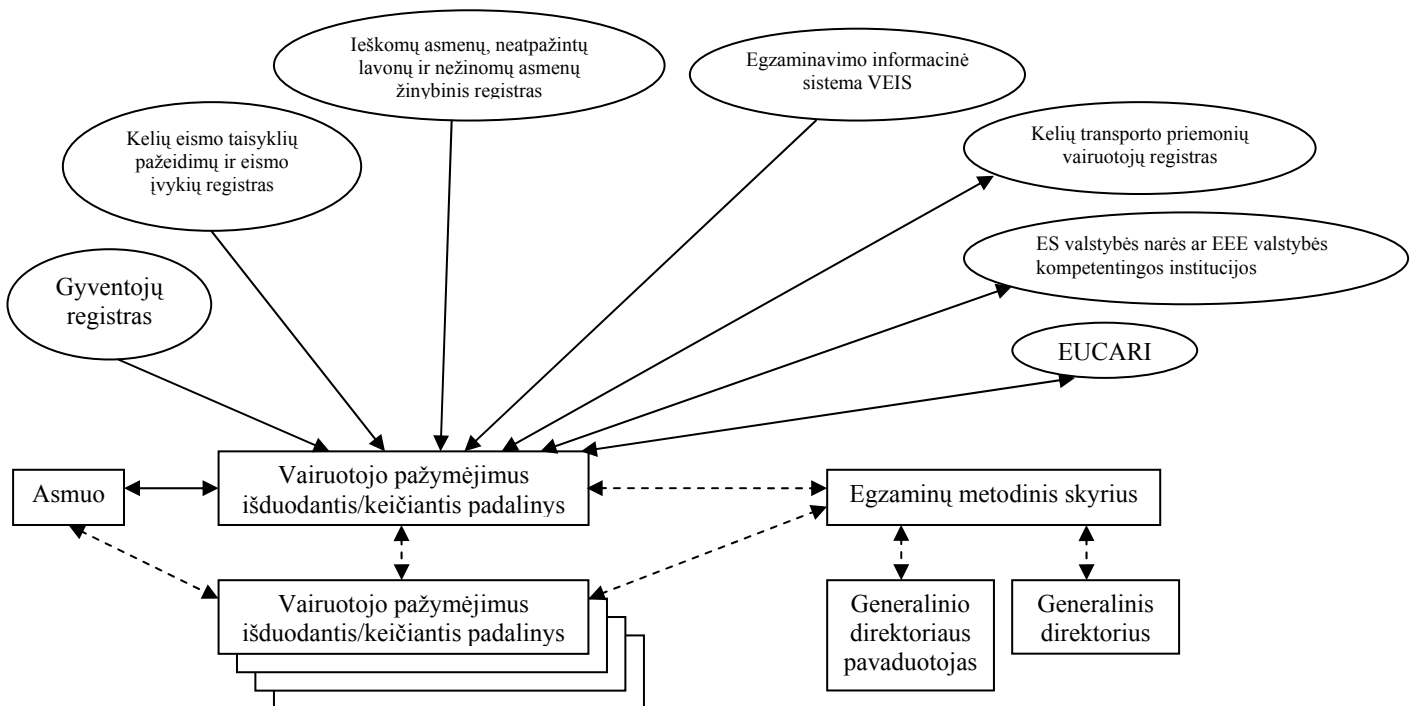 Ieškomų asmenų, neatpažintų
lavonų ir nežinomų asmenų
žinybinis registras
Egzaminavimo informacinė
sistema VEIS
Kelių eismo taisyklių
pažeidimų ir eismo
įvykių registras
Kelių transporto priemonių
vairuotojų registras
ES valstybės narės ar EEE valstybės
kompetentingos institucijos
Gyventojų
registras
EUCARI
Asmuo
Vairuotojo pažymėjimus
išduodantis/keičiantis padalinys
Egzaminų metodinis skyrius
Vairuotojo pažymėjimus
išduodantis/keičiantis padalinys
Generalinio
direktoriaus
pavaduotojas
Generalinis
direktorius